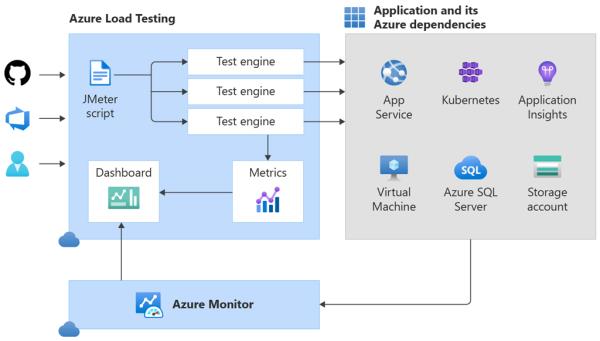 Azure Load Testing
Application and its
Azure dependencies
JMeter
script
Test engine
Test engine
Test engine
Dashboard
Metrics
App
Service
Kubernetes
Application
Insights
Virtual
Machine
SQL
Azure SQL
Server
Storage
account
Azure Monitor